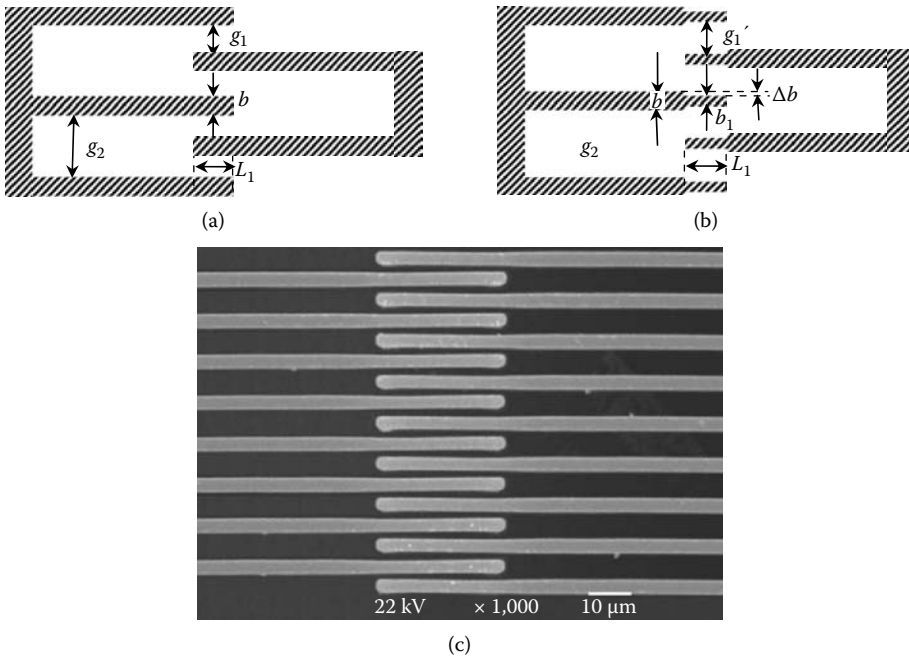 g₁
b
g₂
L₁
(a)
g₁′
b
Δb
b₁
g₂
L₁
(b)
22 kV × 1,000 10 μm
(c)